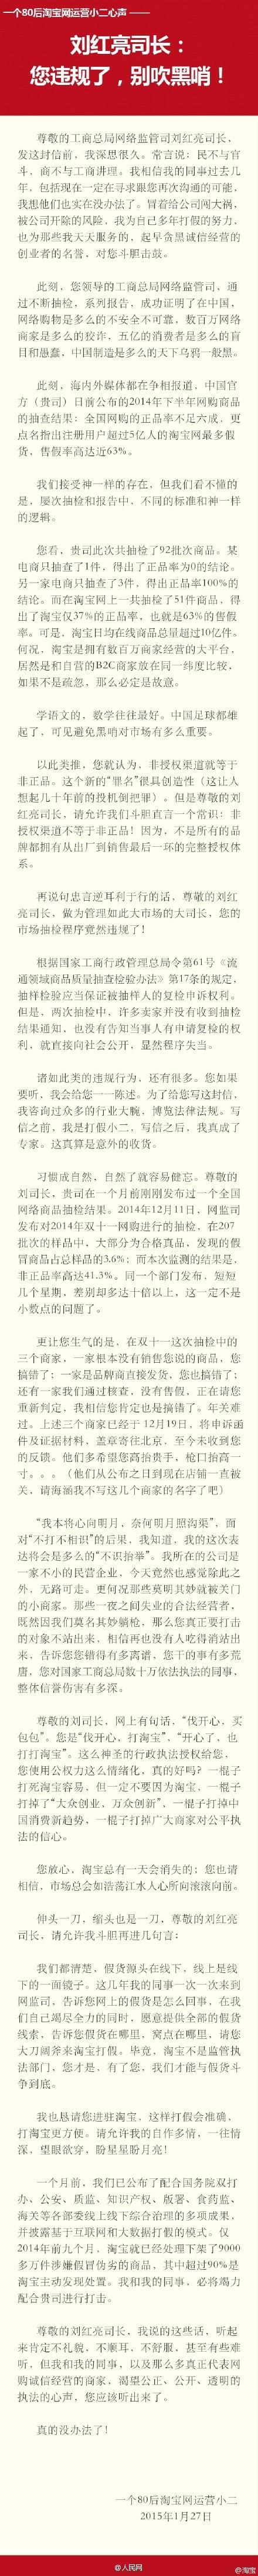 一个80后淘宝网运营小二心声 ——
刘红亮司长：
您违规了，别吹黑哨！
尊敬的工商总局网络监管司刘红亮司长，
发这封信前，我深思很久。常言说：民不与官
斗，商不与工商讲理。我相信我的同事过去几
年，包括现在一定在寻求跟您再次沟通的可能，
我想他们也实在没办法了。冒着给公司闯大祸，
被公司开除的风险，我为自己多年打假的努力，
也为那些我天天服务的，起早贪黑诚信经营的
创业者的名誉，对您斗胆击鼓。
此刻，您领导的工商总局网络监管司，通
过不断抽检，系列报告，成功证明了在中国，
网络购物是多么的不安全不可靠，数百万网络
商家是多么的狡诈，五亿的消费者是多么的盲
目和愚蠢，中国制造是多么的天下乌鸦一般黑。
此刻，海内外媒体都在争相报道，中国官
方（贵司）日前公布的2014年下半年网购商品
的抽查结果：全国网购的正品率不足六成，更
点名指出注册用户超过5亿人的淘宝网最多假
货，售假率高达近63%。
我们接受神一样的存在，但我们看不懂的
是，屡次抽检和报告中，不同的标准和神一样
的逻辑。
您看，贵司此次共抽检了92批次商品。某
电商只抽查了1件，得出了正品率为0的结论。
另一家电商只抽查了3件，得出正品率100%的
结论。而在淘宝网上一共抽检了51件商品，得
出了淘宝仅37%的正品率，也就是63%的售假
率。可是，淘宝日均在线商品总量超过10亿件。
何况，淘宝是拥有数百万商家经营的大平台，
居然是和自营的B2C商家放在同一纬度比较，
如果不是疏忽，那么必定是故意。
学语文的，数学往往最好。中国足球都雄
起了，可见避免黑哨对市场有多么重要。
以此类推，您就认为，非授权渠道就等于
非正品。这个新的“罪名”很具创造性（这让人
想起几十年前的投机倒把罪）。但是尊敬的刘
红亮司长，请允许我们斗胆直言一个常识：非
授权渠道不等于非正品！因为，不是所有的品
牌都拥有从出厂到销售最后一环的完整授权体
系。
再说句忠言逆耳利于行的话，尊敬的刘红
亮司长，做为管理如此大市场的大司长，您的
市场抽检程序竟然违规了！
根据国家工商行政管理总局令第61号《流
通领域商品质量抽查检验办法》第17条的规定，
抽样检验应当保证被抽样人的复检申诉权利。
但是，两次抽检中，许多卖家并没有收到抽检
结果通知，也没有告知当事人有申请复检的权
利，就直接向社会公开，显然程序失当。
诸如此类的违规行为，还有很多。您如果
要听，我会给您一一陈述。为了给您写这封信，
我咨询过众多的行业大腕、博览法律法规。写
信之前，我是打假小二，写信之后，我真成了
专家。这真算是意外的收货。
习惯成自然，自然了就容易健忘。尊敬的
刘司长，贵司在一个月前刚刚发布过一个全国
网络商品抽检结果。2014年12月11日，网监司
发布对2014年双十一网购进行的抽检，在207
批次的样品中，大部分为合格真品，发现的假
冒商品占总样品的3.6%；而本次监测的结果是，
非正品率高达41.3%。同一个部门发布，短短
几个星期，差别却多达十倍以上，这一定不是
小数点的问题了。
更让您生气的是，在双十一这次抽检中的
三个商家，一家根本没有销售您说的商品，您
搞错了；一家是品牌商直接发货，您也搞错了；
还有一家我们通过核查，没有售假，正在请您
重新判定，我相信您肯定也是搞错了。年关难
过。上述三个商家已经于 12月19日，将申诉函
件及证据材料，盖章寄往北京，至今未收到您
的反馈。他们多希望您高抬贵手，枪口抬高一
寸。。。（他们从公布之日到现在店铺一直被
关，请海涵我不写这几个商家的名字了吧）
“我本将心向明月，奈何明月照沟渠”，面
对“不打不相识”的后果，我知道，我的这次表
达将会是多么的“不识抬举”。我所在的公司是
一家不小的民营企业，今天竟然也感觉除此之
外，无路可走。更何况那些莫明其妙就被关门的
小商家。那些一夜之间失业的合法经营者，
既然因我们莫名其妙躺枪，那么您真正要打击
的对象不站出来，相信再也没有人吃得消站出
来，告诉您您错得有多离谱，您干的事有多荒
唐，您对国家工商总局数十万依法执法的同事，
整体信誉伤害有多深。
尊敬的刘司长，网上有句话，“伐开心，买
包包”。您是“伐开心、打淘宝”，“开心了，也
打打淘宝”。这么神圣的行政执法授权给您，
您使用公权力这么情绪化，真的好吗？一棍子
打死淘宝容易，但一定不要因为淘宝，一棍子
打掉了“大众创业，万众创新”，一棍子打掉中
国消费新趋势，一棍子打掉广大商家对公平执
法的信心。
您放心，淘宝总有一天会消失的；您也请
相信，市场总会如浩荡江水人心所向滚滚向前。
伸头一刀，缩头也是一刀，尊敬的刘红亮
司长，请允许我斗胆再进几句言：
我们都清楚，假货源头在线下，线上是线
下的一面镜子。这几年我的同事一次一次来到
网监司，告诉您网上的假货是怎么回事，在我
们自己竭尽全力的同时，愿意提供全部的假货
线索，告诉您假货在哪里，窝点在哪里，请您
大刀阔斧来淘宝打假。毕竟，淘宝不是监管执
法部门，您才是，有了您，我们才能与假货斗
争到底。
我也恳请您进驻淘宝，这样打假会准确，
打淘宝更方便。请允许我的自作多情，一往情
深，望眼欲穿，盼星星盼月亮！
一个月前，我们已公布了配合国务院双打
办、公安、质监、知识产权、版署、食药监、
海关等各部委线上线下综合治理的多项成果，
并披露基于互联网和大数据打假的模式。仅
2014年前九个月，淘宝就已经处理下架了9000
多万件涉嫌假冒伪劣的商品，其中超过90%是
淘宝主动发现处置。我和我的同事，必将竭力
配合贵司进行打击。
尊敬的刘红亮司长，我说的这些话，听起
来肯定不礼貌，不顺耳，不舒服，甚至有些难
听，但我和我的同事，以及那么多真正代表网
购诚信经营的商家，渴望公正、公开、透明的
执法的心声，您应该听出来了。
真的没办法了！
一个80后淘宝网运营小二
2015年1月27日
@人民网
@淘宝